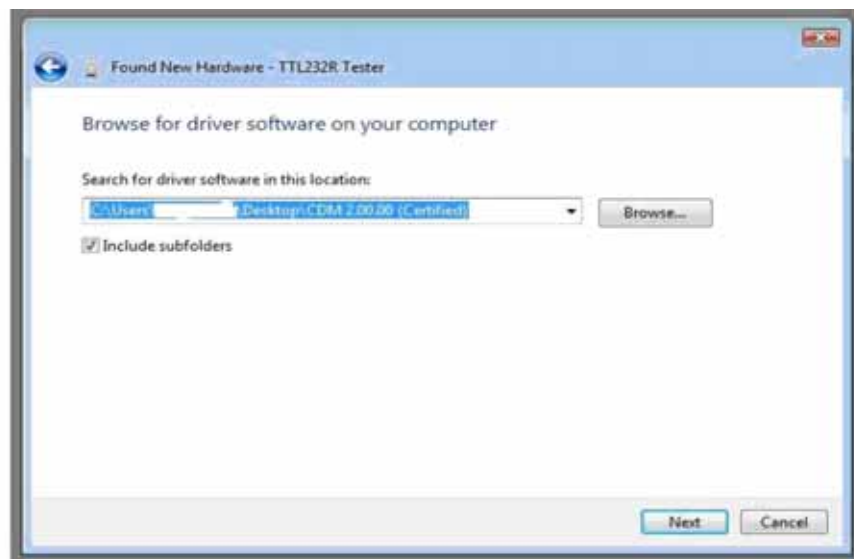 Found New Hardware - TTL232R Tester
Browse for driver software on your computer
Search for driver software in this location:
C:\Users\ \Desktop\CDM 2.00.00 (Certified)
Browse...
Include subfolders
Next
Cancel